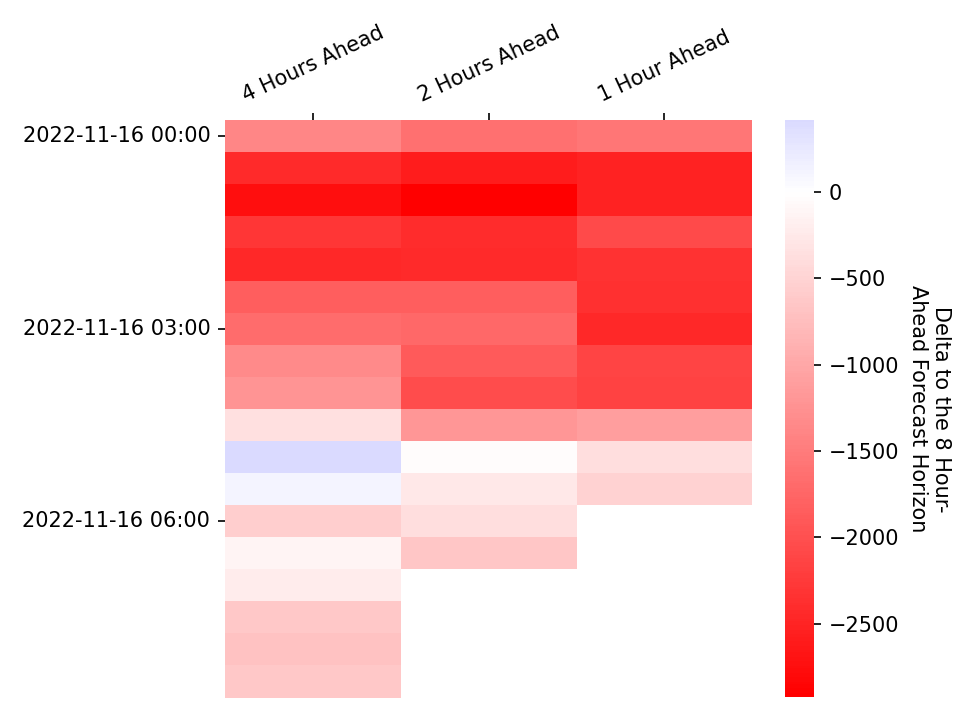 4 Hours Ahead
2 Hours Ahead
1 Hour Ahead
2022-11-16 00:00
2022-11-16 03:00
2022-11-16 06:00
0
−500
−1000
−1500
−2000
−2500
Delta to the 8 Hour-
Ahead Forecast Horizon